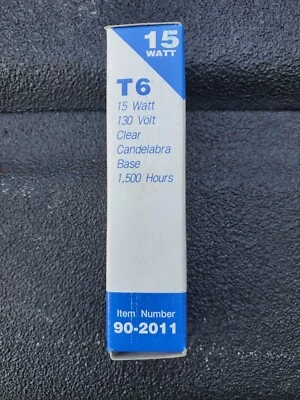 15
WATT
T6
15 Watt
130 Volt
Clear
Candelabra
Base
1,500 Hours
Item Number
90-2011